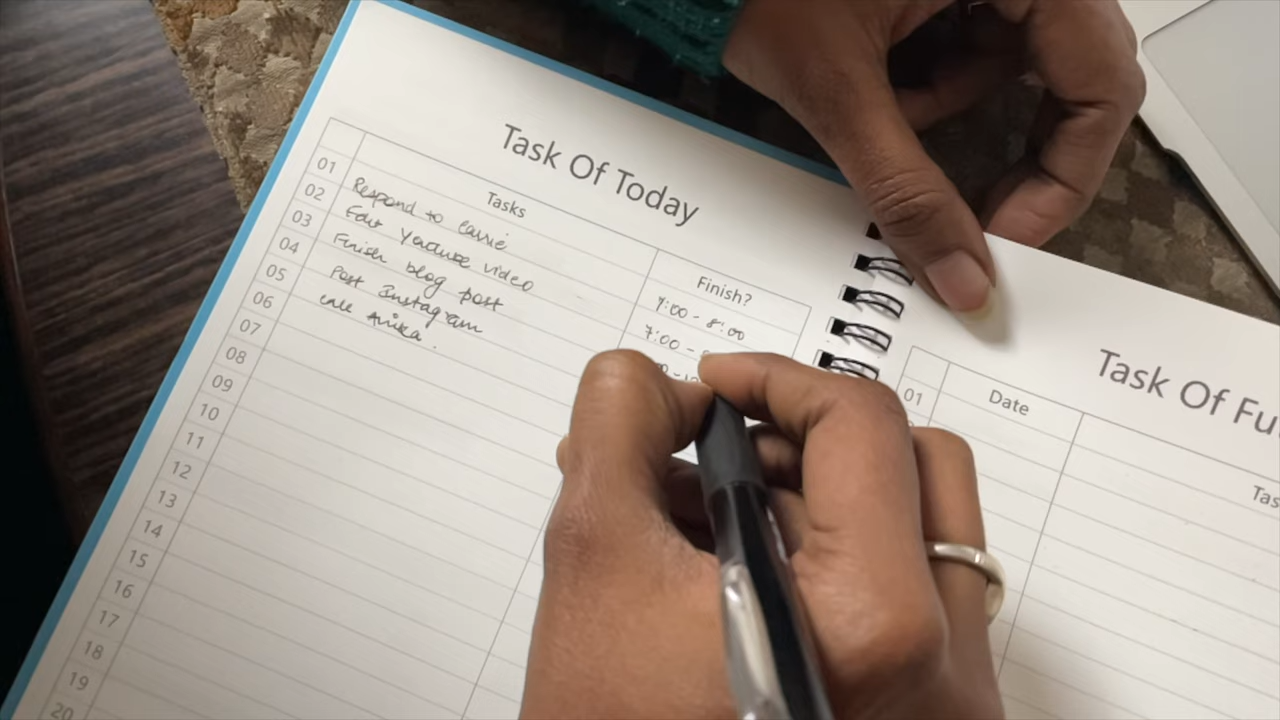 Task Of Today
Tasks
Finish?
01
Respond to carrie
7:00 - 8:00
02
Edit Youtube video
7:00 -
03
Finish blog post
04
Post Instagram
05
call Anika.
06
07
08
09
10
11
12
13
14
15
16
17
18
19
20
Task Of Fu
Date
Tas
01